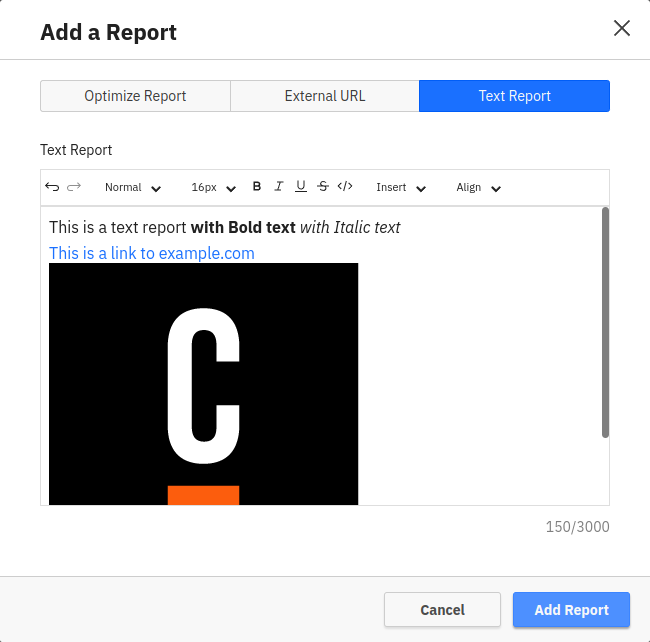 Add a Report
Optimize Report External URL Text Report
Text Report
Normal 16px B I U S </> Insert Align
This is a text report with Bold text with Italic text
This is a link to example.com
C
150/3000
Cancel Add Report